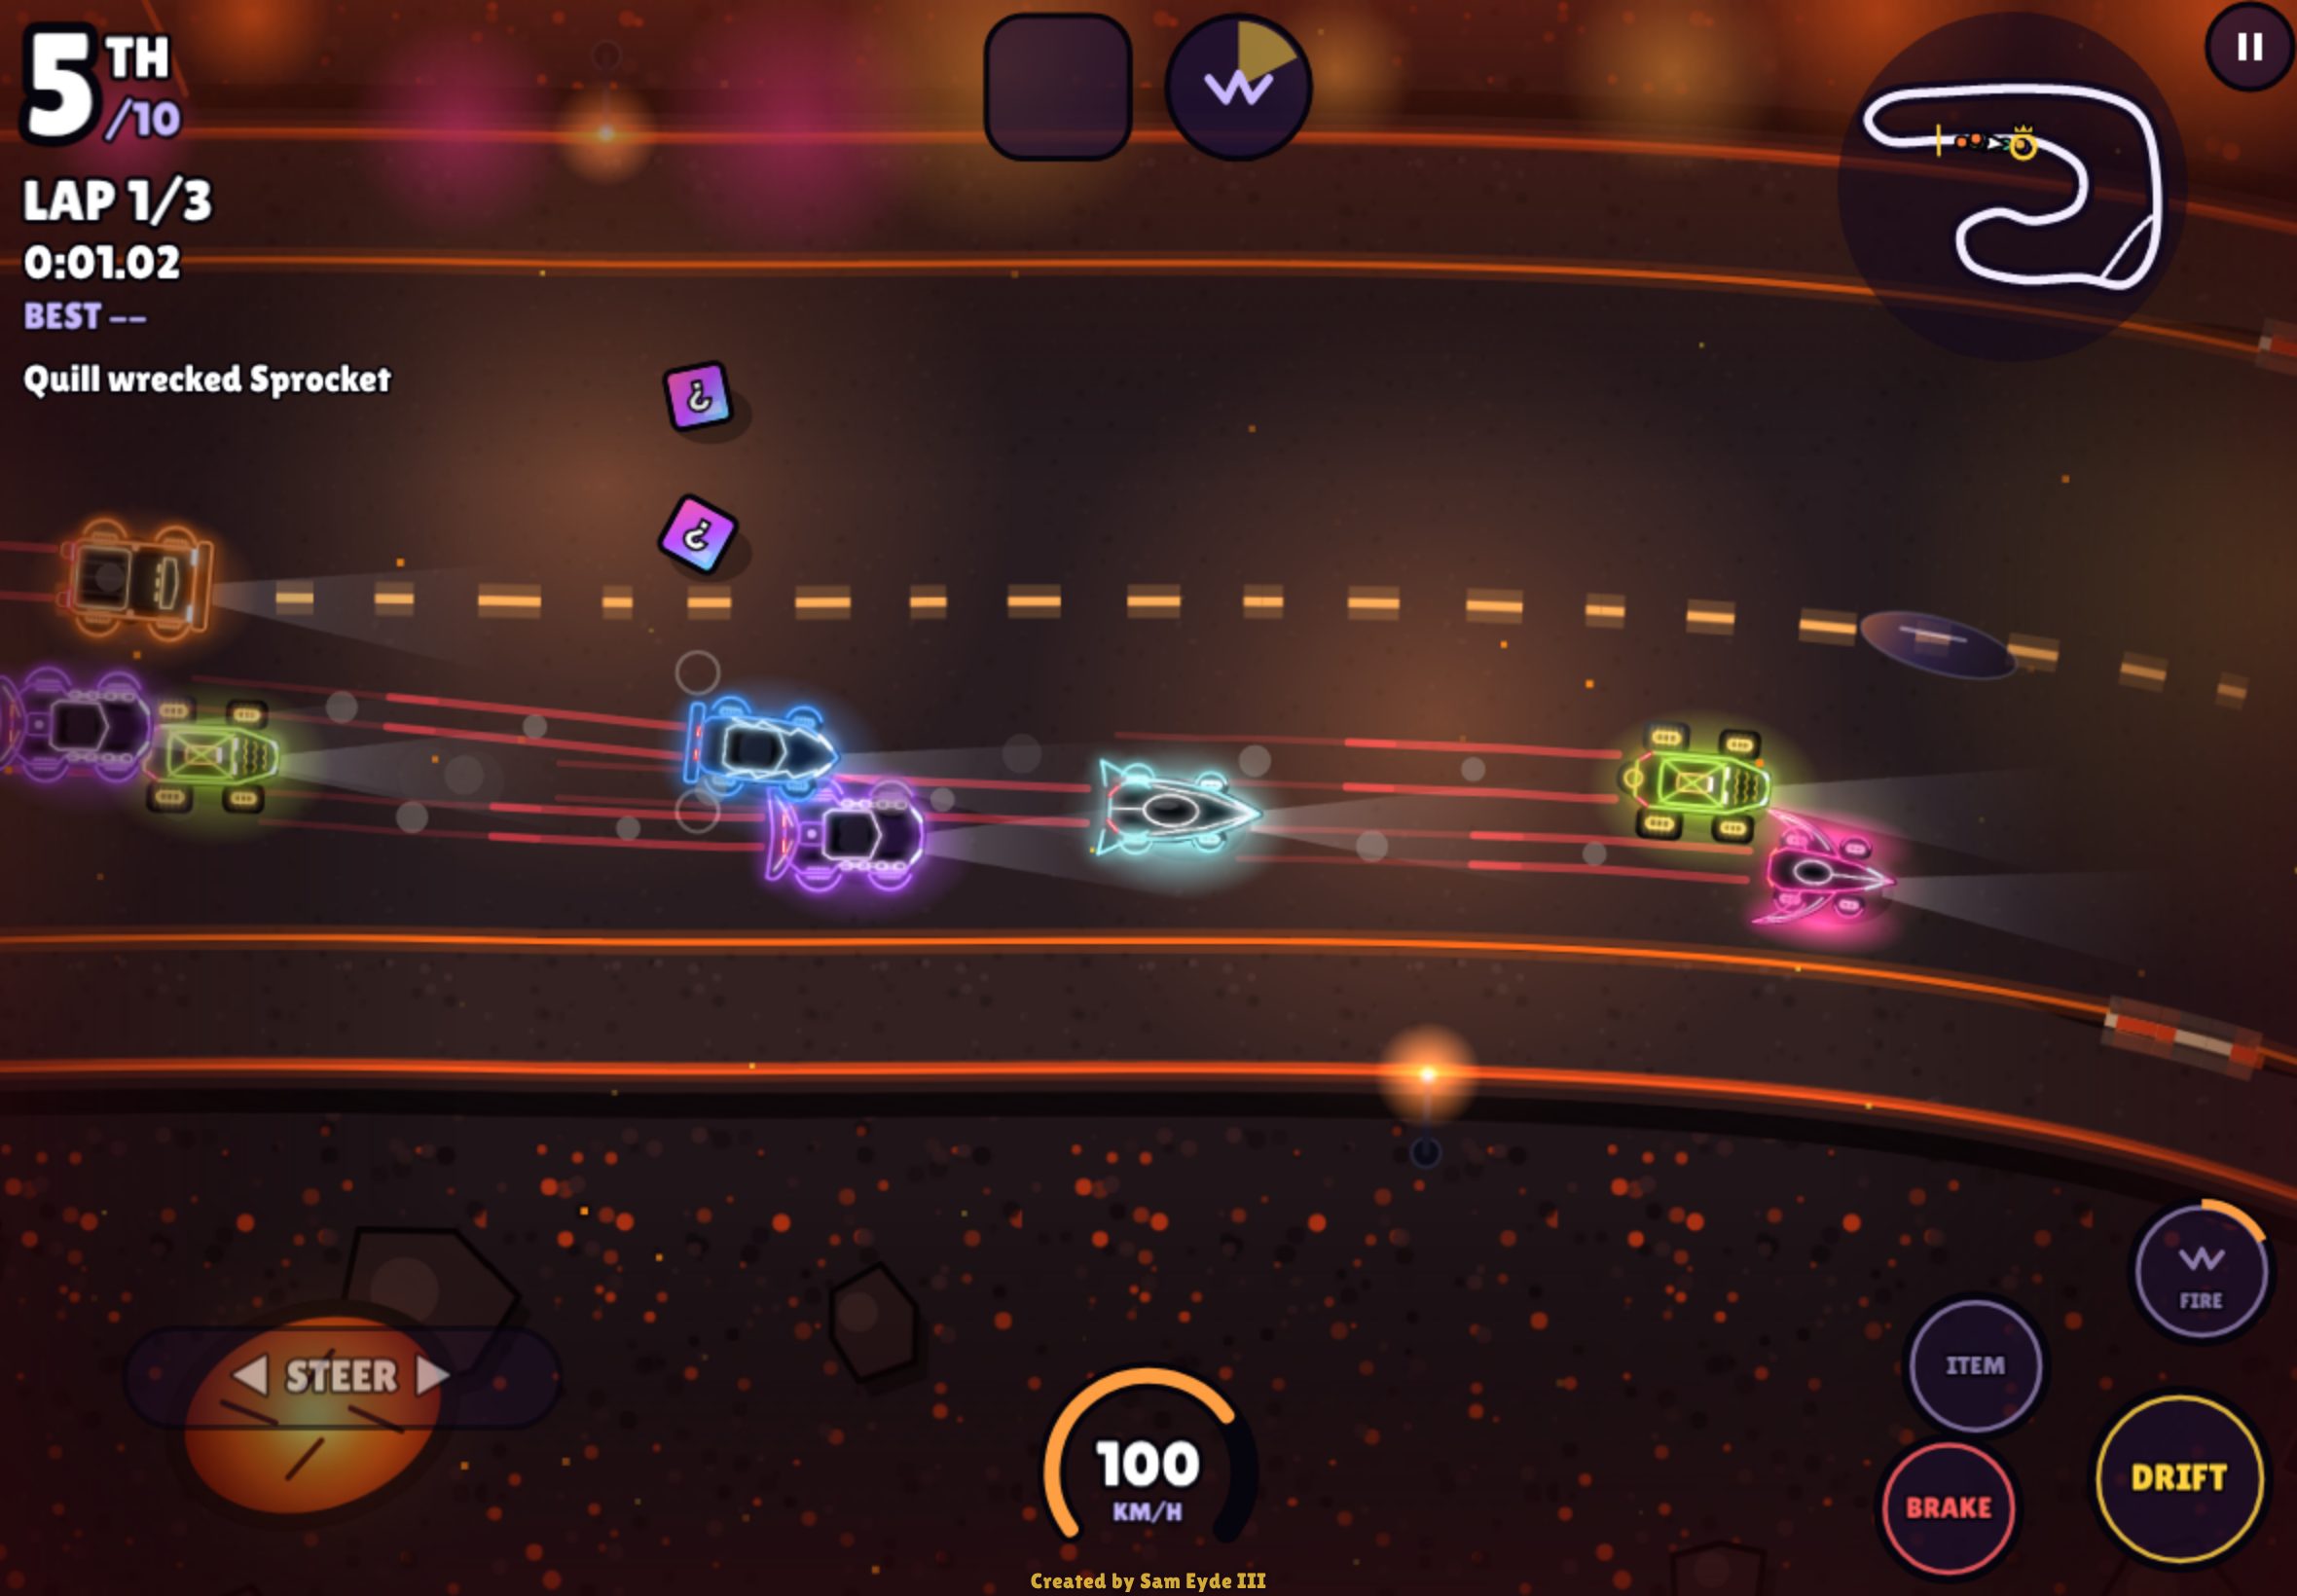 5TH
/10
LAP 1/3
0:01.02
BEST --
Quill wrecked Sprocket
¿
¿
◀ STEER ▶
100
KM/H
FIRE
ITEM
BRAKE
DRIFT
Created by Sam Eyde III